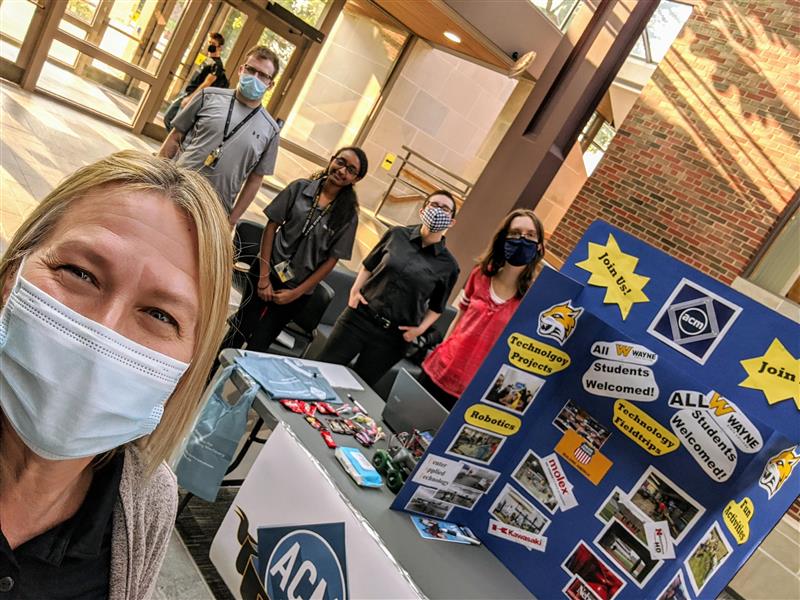 Join Us!
acm
Join
Technolgoy
Projects
All WAYNE
Students
Welcomed!
ALL WAYNE
Students
Welcomed!
Technology
Fieldtrips
Robotics
molex
Kawasaki
Fun
Activities
acm